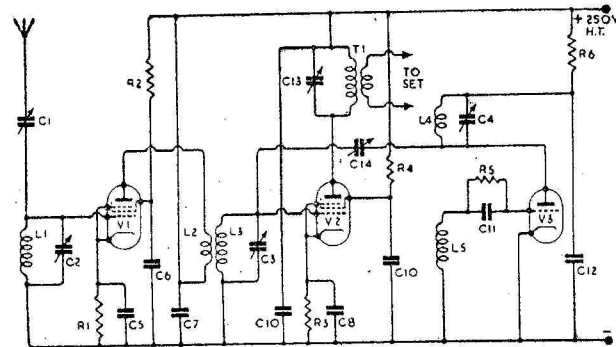 + 250V
H.T.
R6
T1
R2
C13
TO
SET
C1
L4
C4
C14
R4
R5
V1
V2
V3
L1
C2
L2
L3
C3
C11
L5
C6
C10
C12
R1
C5
C7
C10
R3
C8
-